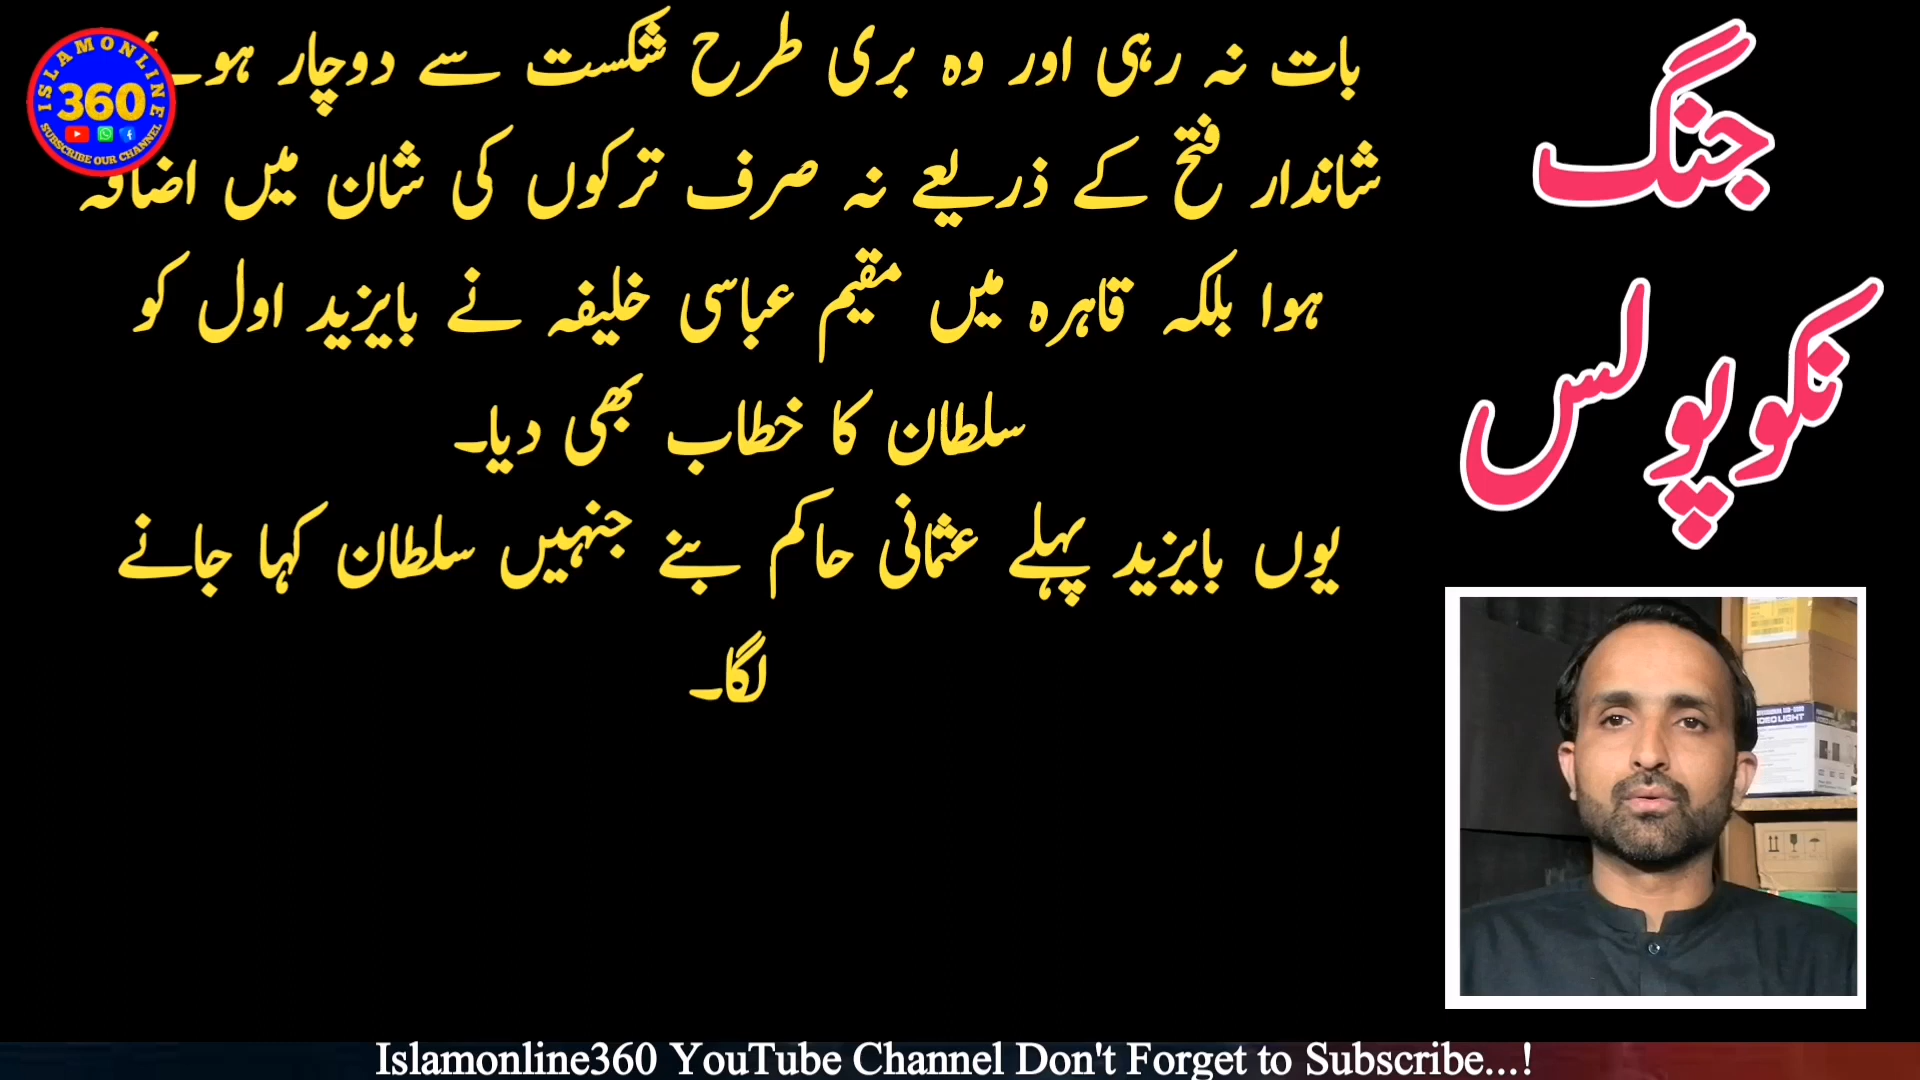 بات نہ رہی اور وہ بری طرح شکست سے دوچار ہوئے
شاندار فتح کے ذریعے نہ صرف ترکوں کی شان میں اضافہ
ہوا بلکہ قاہرہ میں مقیم عباسی خلیفہ نے بایزید اول کو
سلطان کا خطاب بھی دیا۔
یوں بایزید پہلے عثمانی حاکم بنے جنہیں سلطان کہا جانے
لگا۔
جنگ
نکوپولس
ISLAMONLINE
360
SUBSCRIBE OUR CHANNEL
VIDEO LIGHT
Islamonline360 YouTube Channel Don't Forget to Subscribe...!